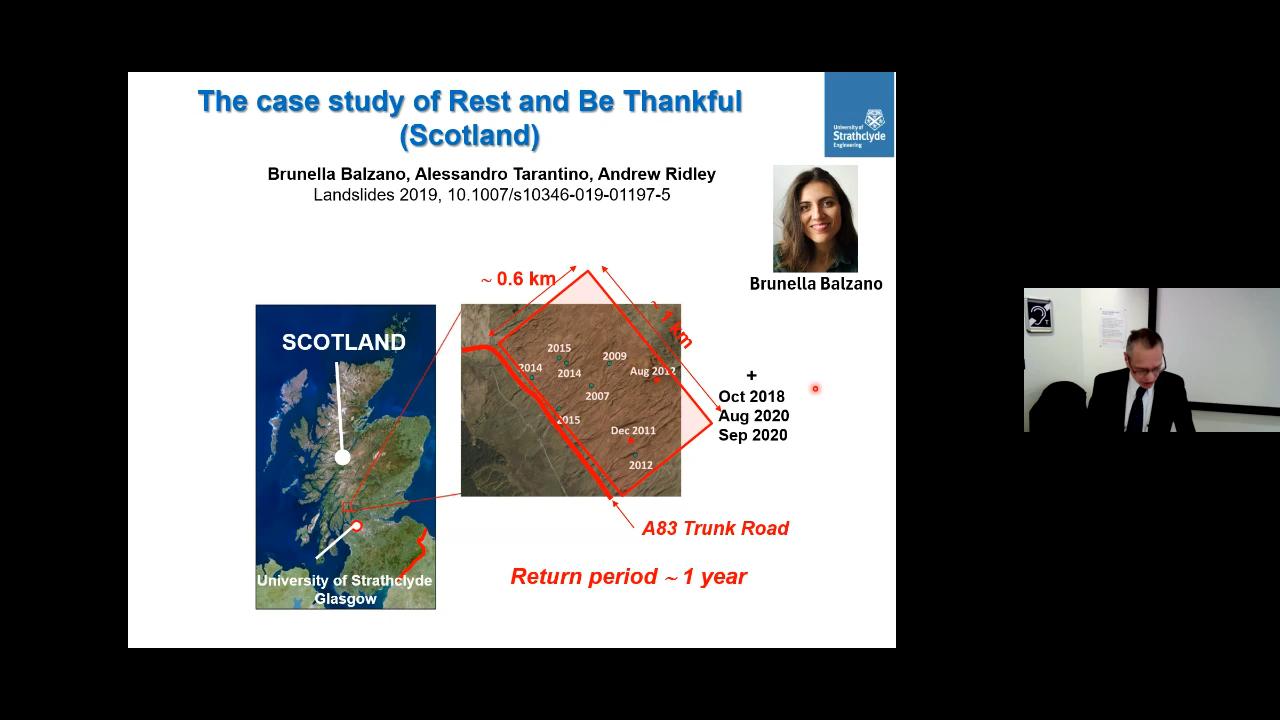 The case study of Rest and Be Thankful
(Scotland)
University of
Strathclyde
Engineering
Brunella Balzano, Alessandro Tarantino, Andrew Ridley
Landslides 2019, 10.1007/s10346-019-01197-5
Brunella Balzano
~ 0.6 km
~ 1 km
SCOTLAND
2015
2014
2014
2009
Aug 2012
2007
2015
Dec 2011
2012
+
Oct 2018
Aug 2020
Sep 2020
A83 Trunk Road
Return period ~ 1 year
University of Strathclyde
Glasgow
T